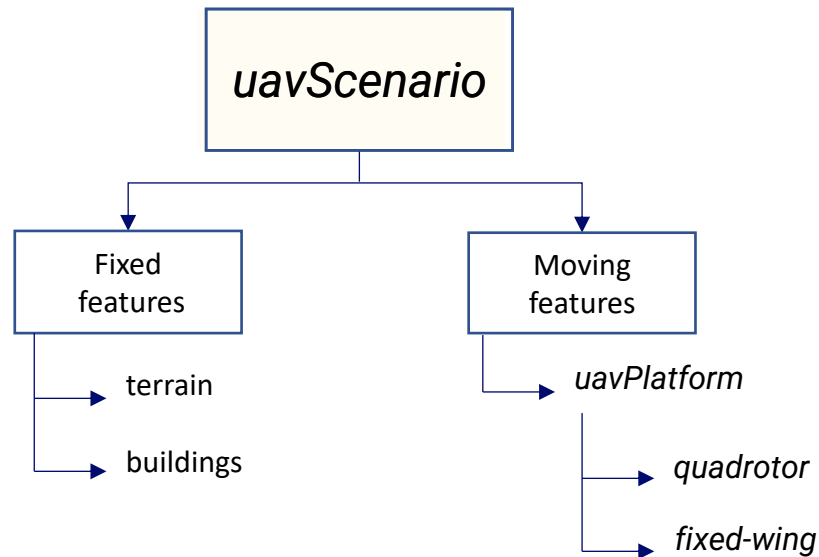 uavScenario
Fixed
features
Moving
features
terrain
buildings
uavPlatform
quadrotor
fixed-wing